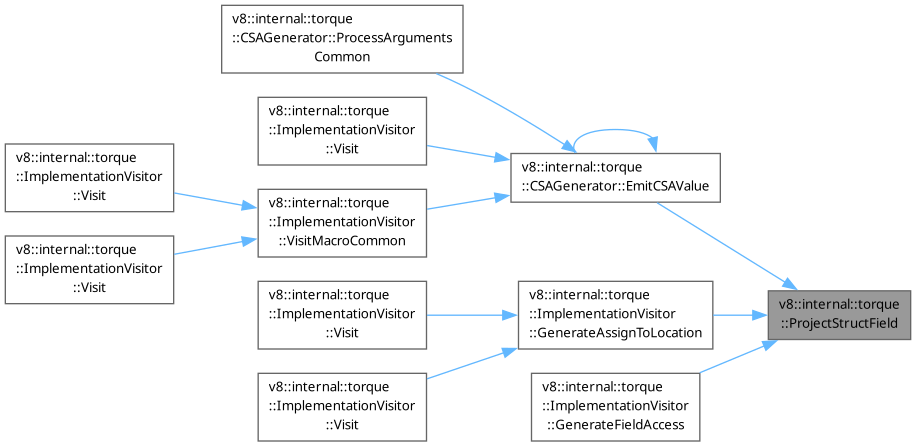 v8::internal::torque
::CSAGenerator::ProcessArguments
Common
v8::internal::torque
::ImplementationVisitor
::Visit
v8::internal::torque
::ImplementationVisitor
::Visit
v8::internal::torque
::CSAGenerator::EmitCSAValue
v8::internal::torque
::ImplementationVisitor
::VisitMacroCommon
v8::internal::torque
::ImplementationVisitor
::Visit
v8::internal::torque
::ImplementationVisitor
::Visit
v8::internal::torque
::ImplementationVisitor
::GenerateAssignToLocation
v8::internal::torque
::ProjectStructField
v8::internal::torque
::ImplementationVisitor
::Visit
v8::internal::torque
::ImplementationVisitor
::GenerateFieldAccess